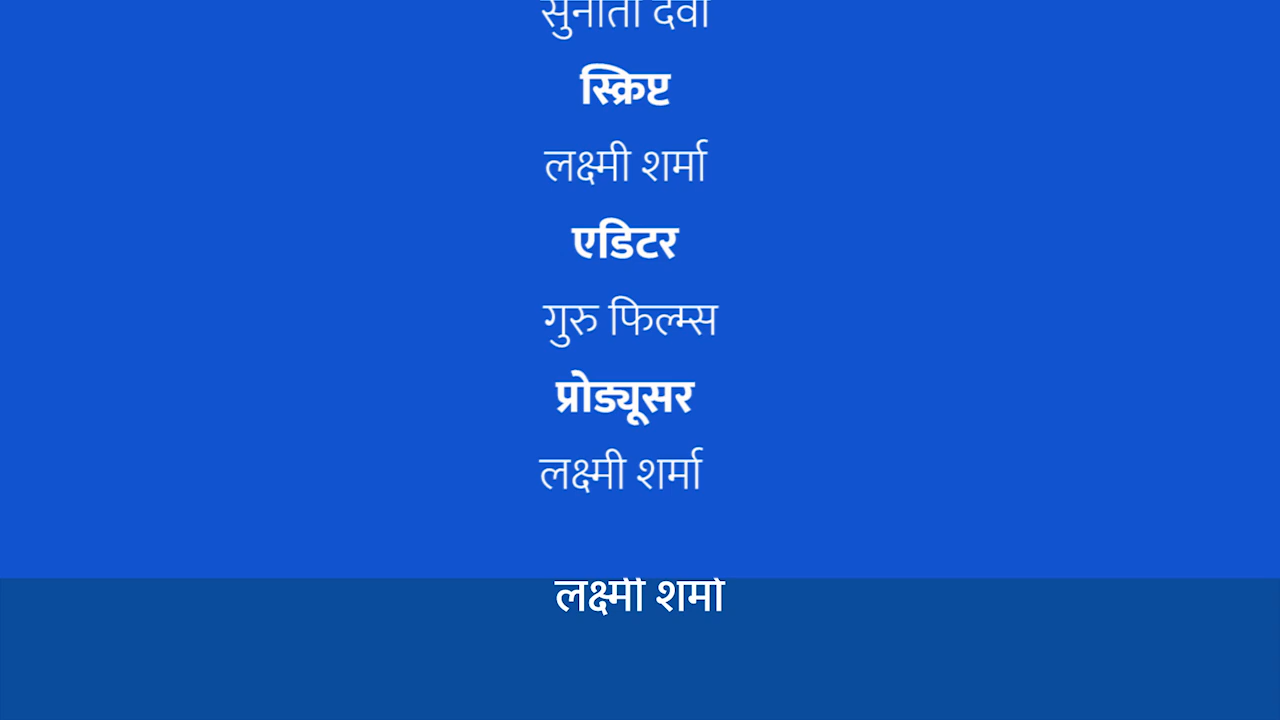 सुनीता देवी
स्क्रिप्ट
लक्ष्मी शर्मा
एडिटर
गुरु फिल्म्स
प्रोड्यूसर
लक्ष्मी शर्मा
लक्ष्मी शर्मा